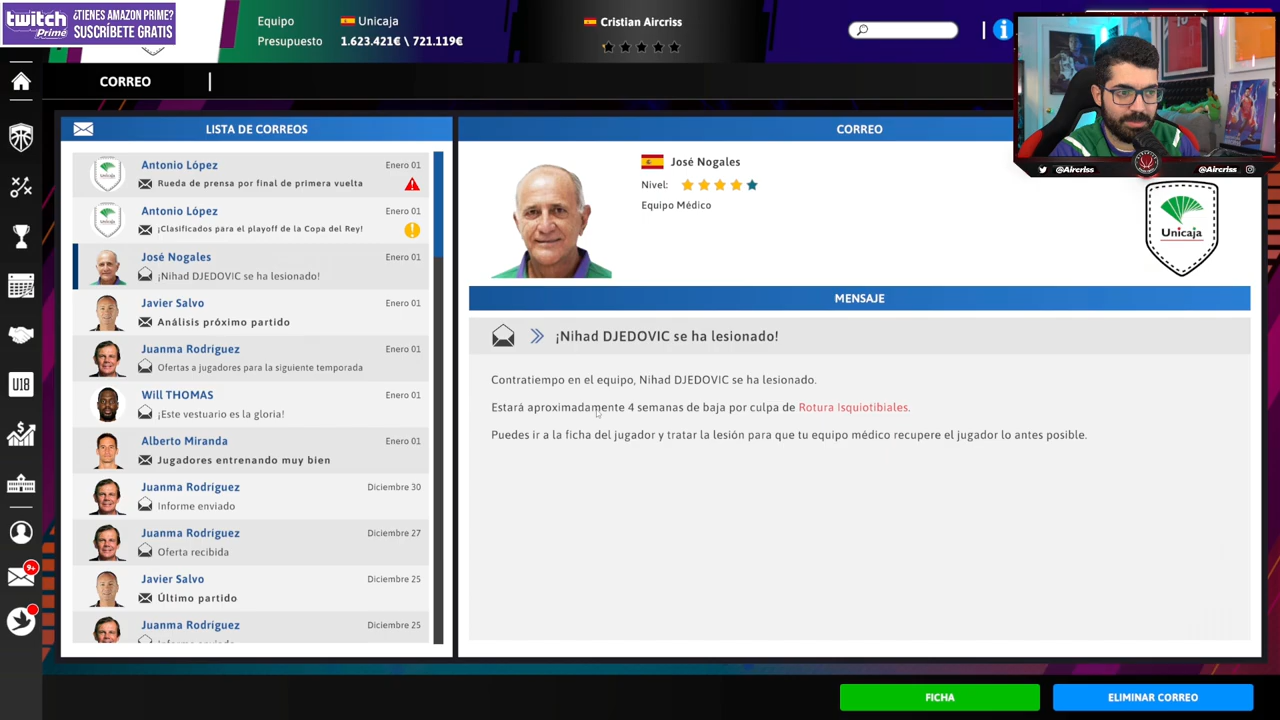 twitch
Prime
¿TIENES AMAZON PRIME?
SUSCRÍBETE GRATIS
Equipo
Unicaja
Presupuesto
1.623.421€ \ 721.119€
Cristian Aircriss
CORREO
LISTA DE CORREOS
Antonio López
Enero 01
Rueda de prensa por final de primera vuelta
Antonio López
Enero 01
¡Clasificados para el playoff de la Copa del Rey!
José Nogales
Enero 01
¡Nihad DJEDOVIC se ha lesionado!
Javier Salvo
Enero 01
Análisis próximo partido
Juanma Rodríguez
Enero 01
Ofertas a jugadores para la siguiente temporada
Will THOMAS
Enero 01
¡Este vestuario es la gloria!
Alberto Miranda
Enero 01
Jugadores entrenando muy bien
Juanma Rodríguez
Diciembre 30
Informe enviado
Juanma Rodríguez
Diciembre 27
Oferta recibida
Javier Salvo
Diciembre 25
Último partido
Juanma Rodríguez
Diciembre 25
Informe enviado
U18
9+
CORREO
José Nogales
Nivel:
Equipo Médico
Unicaja
@Aircriss
@Aircriss
MENSAJE
¡Nihad DJEDOVIC se ha lesionado!
Contratiempo en el equipo, Nihad DJEDOVIC se ha lesionado.
Estará aproximadamente 4 semanas de baja por culpa de Rotura Isquiotibiales.
Puedes ir a la ficha del jugador y tratar la lesión para que tu equipo médico recupere el jugador lo antes posible.
FICHA
ELIMINAR CORREO